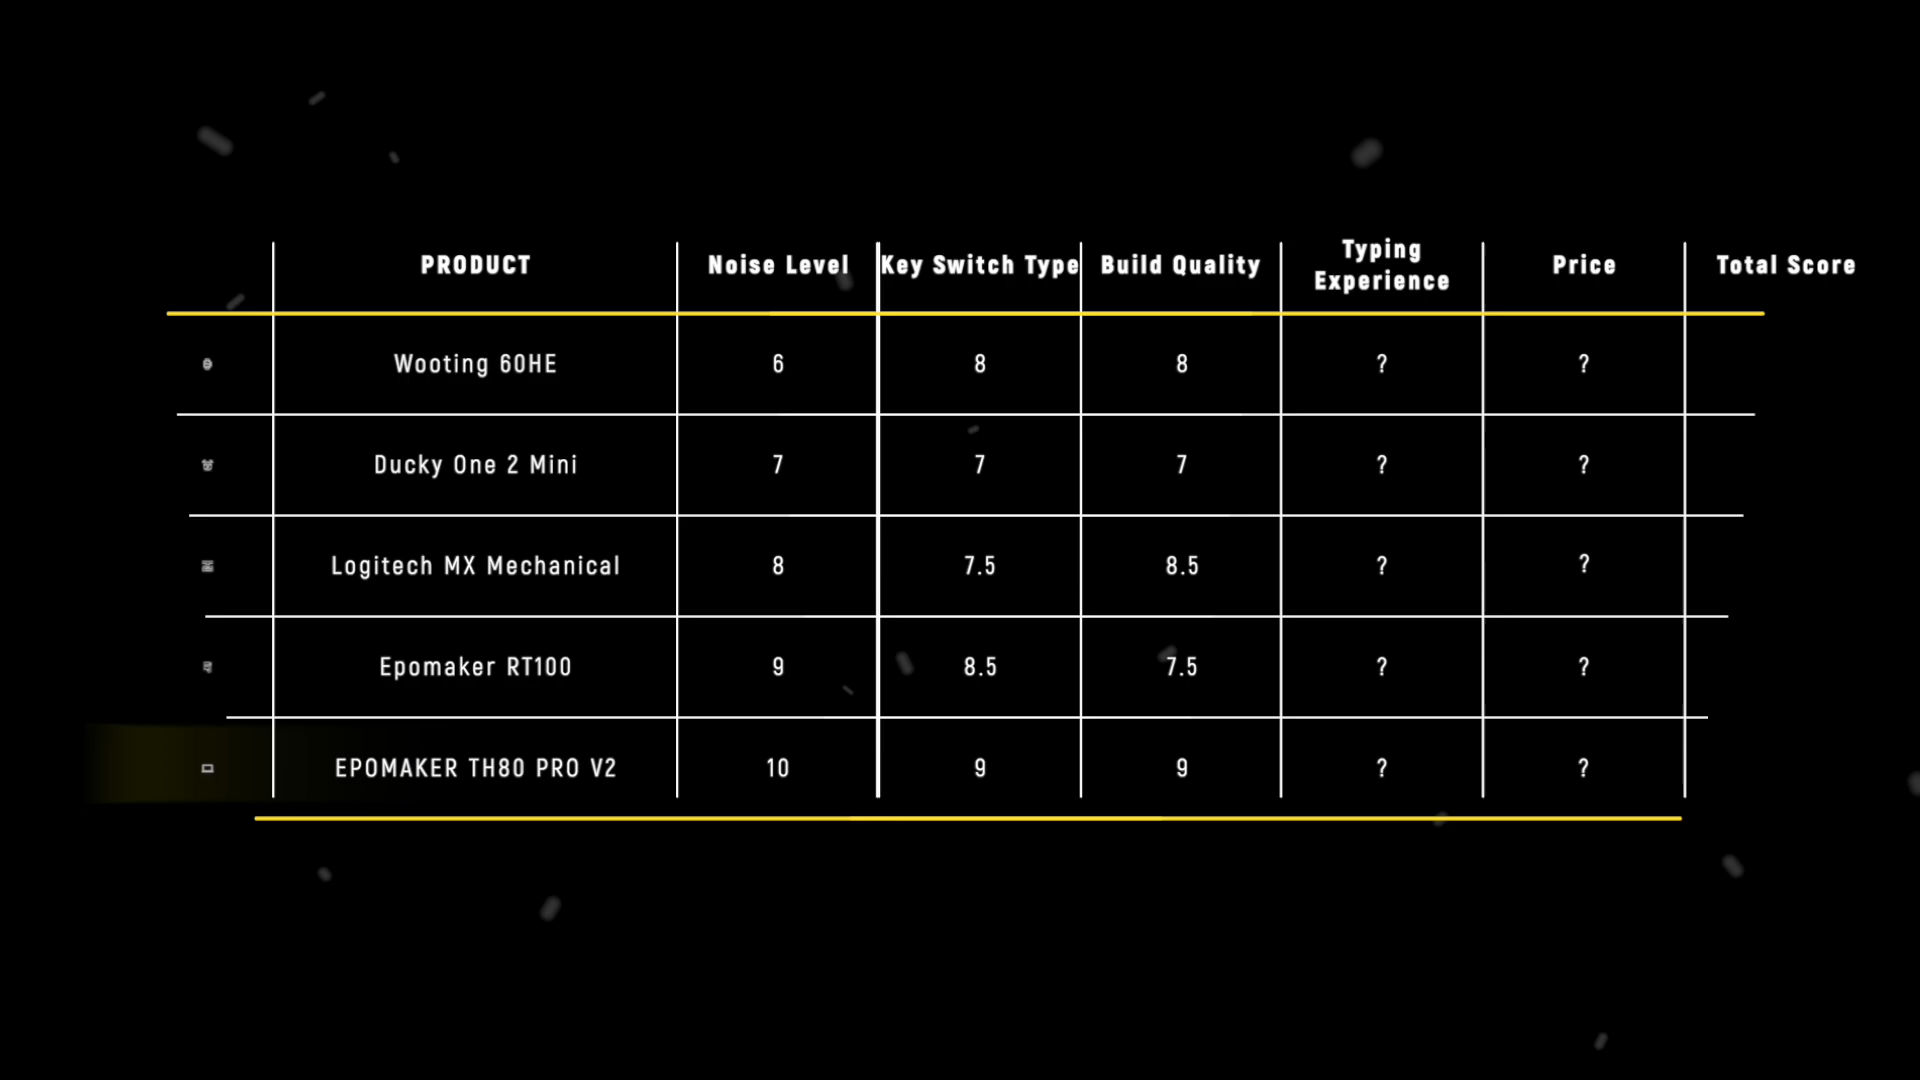 PRODUCT Noise Level Key Switch Type Build Quality Typing Experience Price Total Score
Wooting 60HE 6 8 8 ? ?
Ducky One 2 Mini 7 7 7 ? ?
Logitech MX Mechanical 8 7.5 8.5 ? ?
Epomaker RT100 9 8.5 7.5 ? ?
EPOMAKER TH80 PRO V2 10 9 9 ? ?